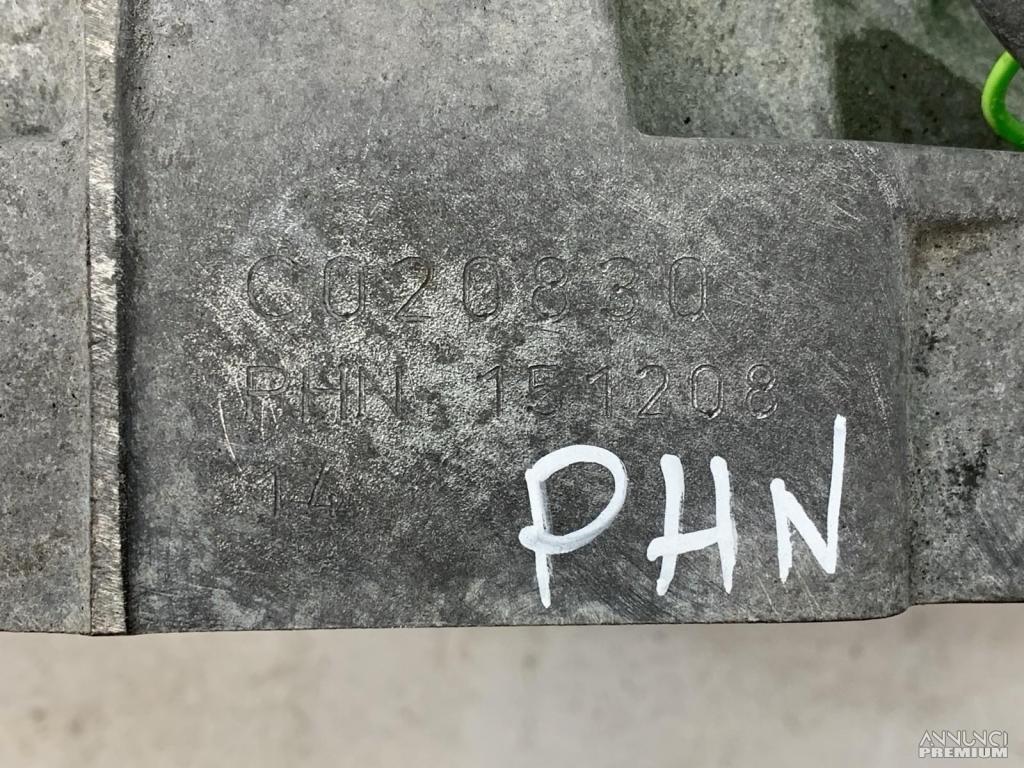 C020830
PHN 151208
14
PHN
ANNUNCI
PREMIUM